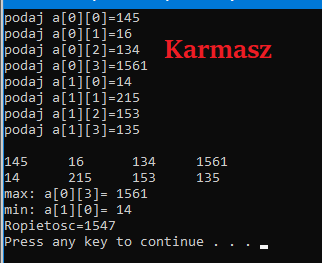 podaj a[0][0]=145
podaj a[0][1]=16
podaj a[0][2]=134
podaj a[0][3]=1561
podaj a[1][0]=14
podaj a[1][1]=215
podaj a[1][2]=153
podaj a[1][3]=135
Karmasz
145 16 134 1561
14 215 153 135
max: a[0][3]= 1561
min: a[1][0]= 14
Ropietosc=1547
Press any key to continue . . .